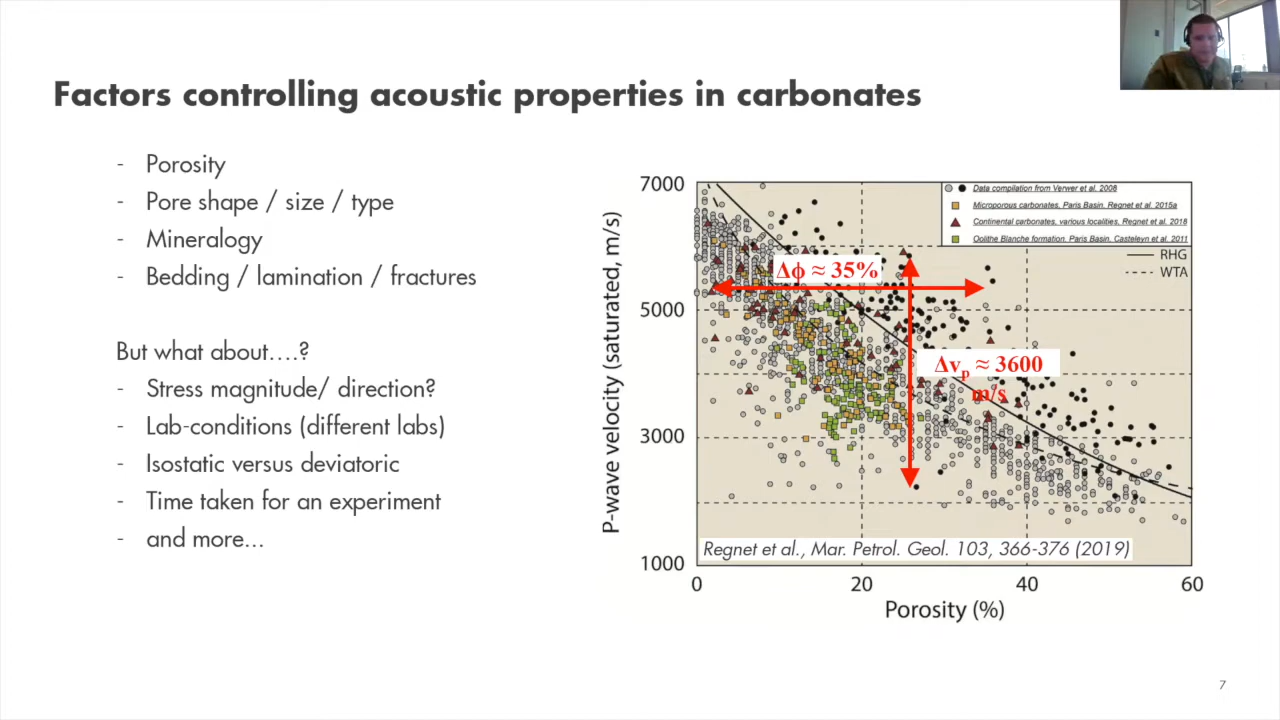 Factors controlling acoustic properties in carbonates
- Porosity
- Pore shape / size / type
- Mineralogy
- Bedding / lamination / fractures
But what about....?
- Stress magnitude/ direction?
- Lab-conditions (different labs)
- Isostatic versus deviatoric
- Time taken for an experiment
- and more...
P-wave velocity (saturated, m/s)
7000
5000
3000
1000
Data compilation from Verwer et al. 2008
Microporous carbonates, Paris Basin, Regnet et al. 2015a
Continental carbonates, various localities, Regnet et al. 2018
Oolithe Blanche formation, Paris Basin, Casteleyn et al. 2011
RHG
WTA
Δϕ ≈ 35%
Δvp ≈ 3600
m/s
Regnet et al., Mar. Petrol. Geol. 103, 366-376 (2019)
0 20 40 60
Porosity (%)
7